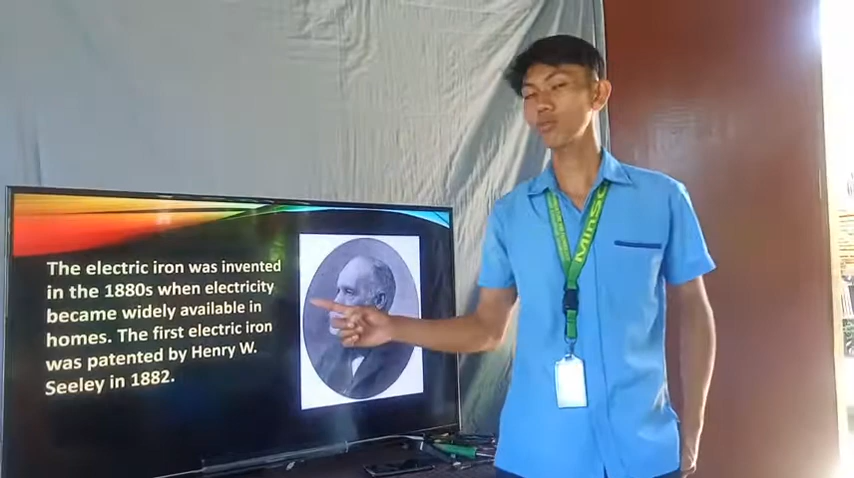 The electric iron was invented
in the 1880s when electricity
became widely available in
homes. The first electric iron
was patented by Henry W.
Seeley in 1882.